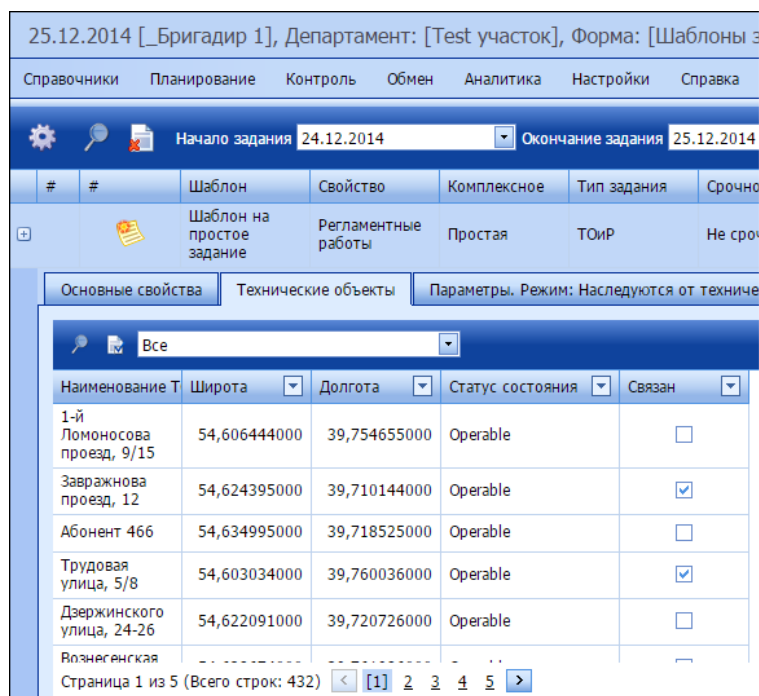 25.12.2014 [_Бригадир 1], Департамент: [Test участок], Форма: [Шаблоны з
Справочники Планирование Контроль Обмен Аналитика Настройки Справка
Начало задания 24.12.2014 Окончание задания 25.12.2014
# # Шаблон Свойство Комплексное Тип задания Срочно
Шаблон на
простое
задание
Регламентные
работы
Простая ТОиР Не сроч
Основные свойства Технические объекты Параметры. Режим: Наследуются от техниче
Все
Наименование Т Широта Долгота Статус состояния Связан
1-й
Ломоносова
проезд, 9/15
54,606444000 39,754655000 Operable
Завражнова
проезд, 12
54,624395000 39,710144000 Operable
Абонент 466 54,634995000 39,718525000 Operable
Трудовая
улица, 5/8
54,603034000 39,760036000 Operable
Дзержинского
улица, 24-26
54,622091000 39,720726000 Operable
Вознесенская
Страница 1 из 5 (Всего строк: 432) [1] 2 3 4 5